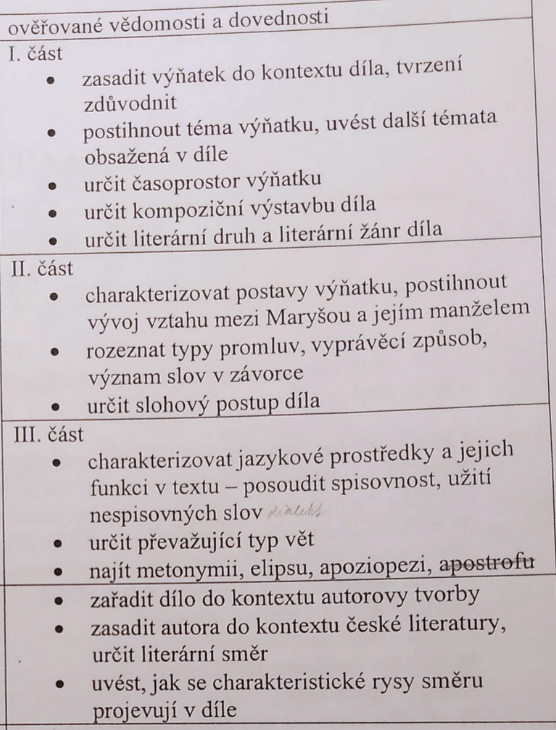 ověřované vědomosti a dovednosti
I. část
• zasadit výňatek do kontextu díla, tvrzení
zdůvodnit
• postihnout téma výňatku, uvést další témata
obsažená v díle
• určit časoprostor výňatku
• určit kompoziční výstavbu díla
• určit literární druh a literární žánr díla
II. část
• charakterizovat postavy výňatku, postihnout
vývoj vztahu mezi Maryšou a jejím manželem
• rozeznat typy promluv, vyprávěcí způsob,
význam slov v závorce
• určit slohový postup díla
III. část
• charakterizovat jazykové prostředky a jejich
funkci v textu – posoudit spisovnost, užití
nespisovných slov dialekt
• určit převažující typ vět
• najít metonymii, elipsu, apoziopezi, apostrofu
• zařadit dílo do kontextu autorovy tvorby
• zasadit autora do kontextu české literatury,
určit literární směr
• uvést, jak se charakteristické rysy směru
projevují v díle